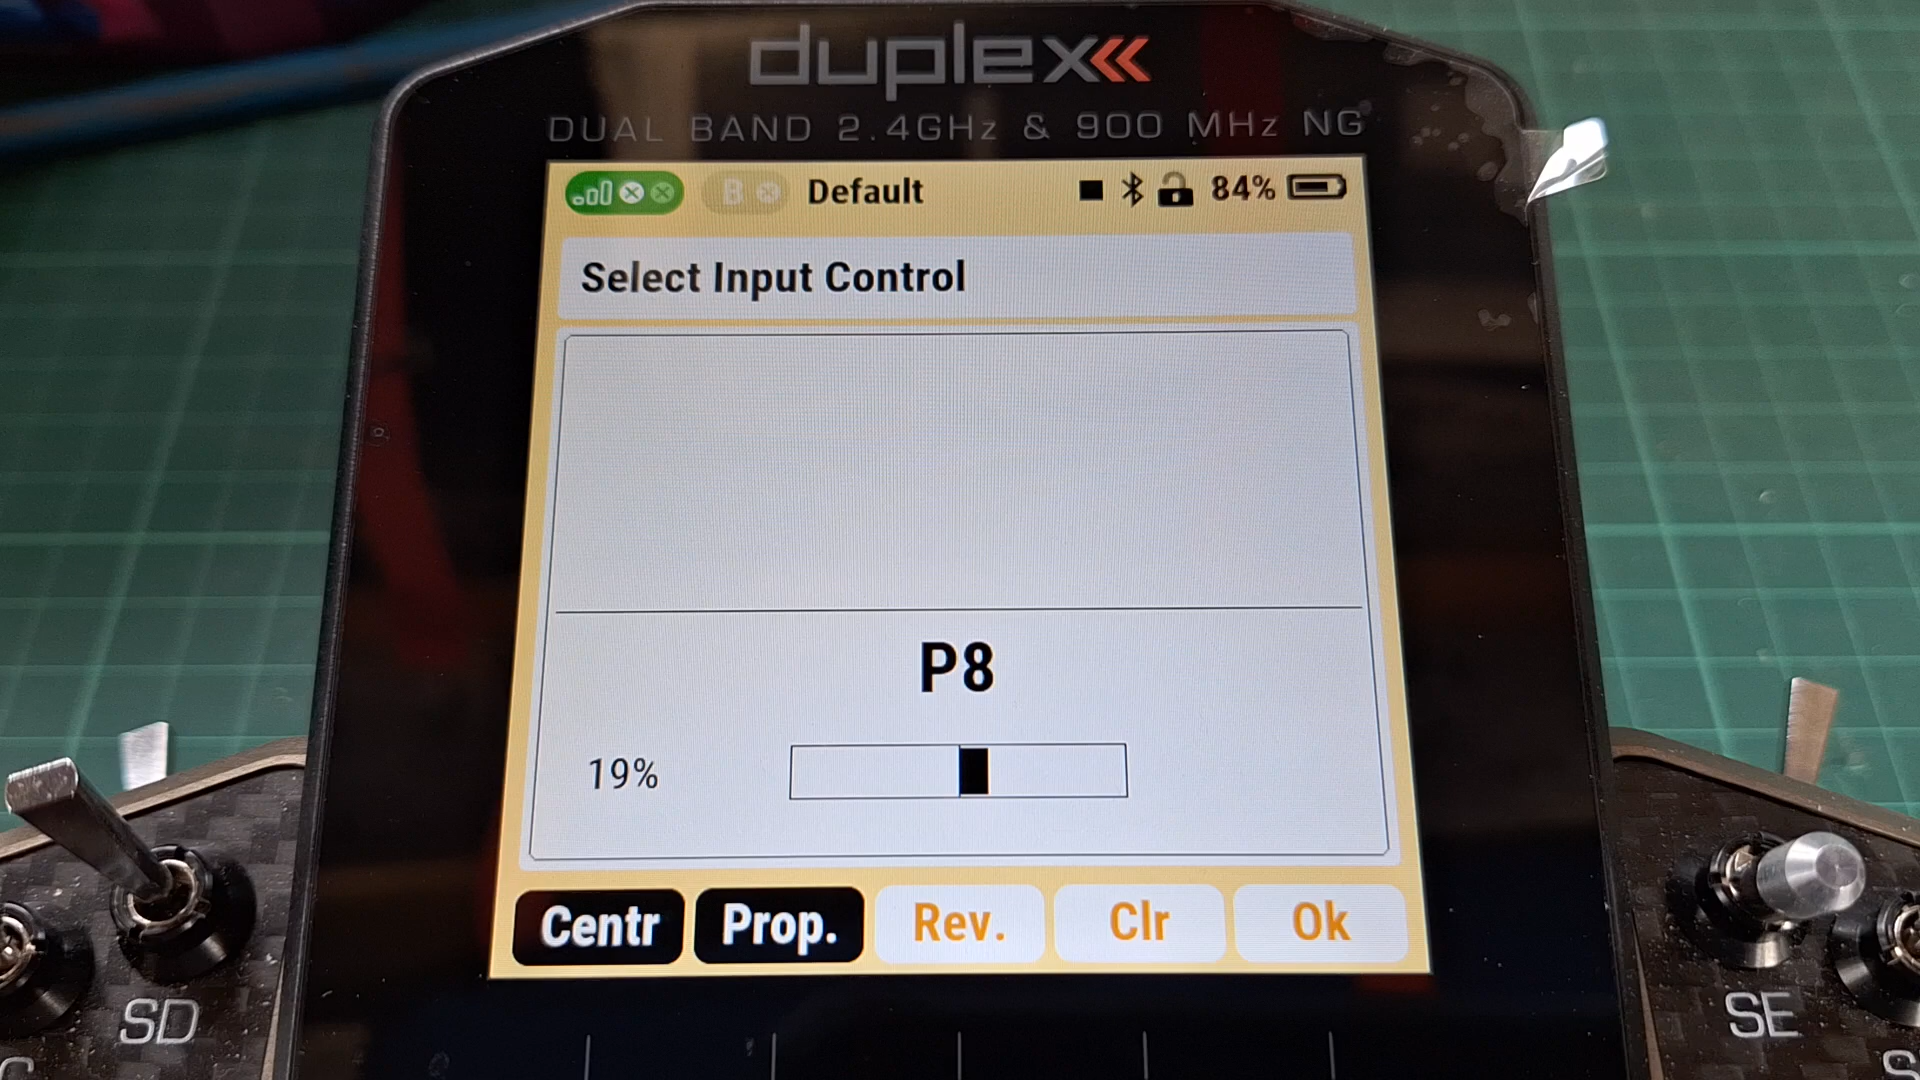 duplex
DUAL BAND 2.4GHz & 900 MHz NG
B Default 84%
Select Input Control
P8
19%
Centr Prop. Rev. Clr Ok
SD SE